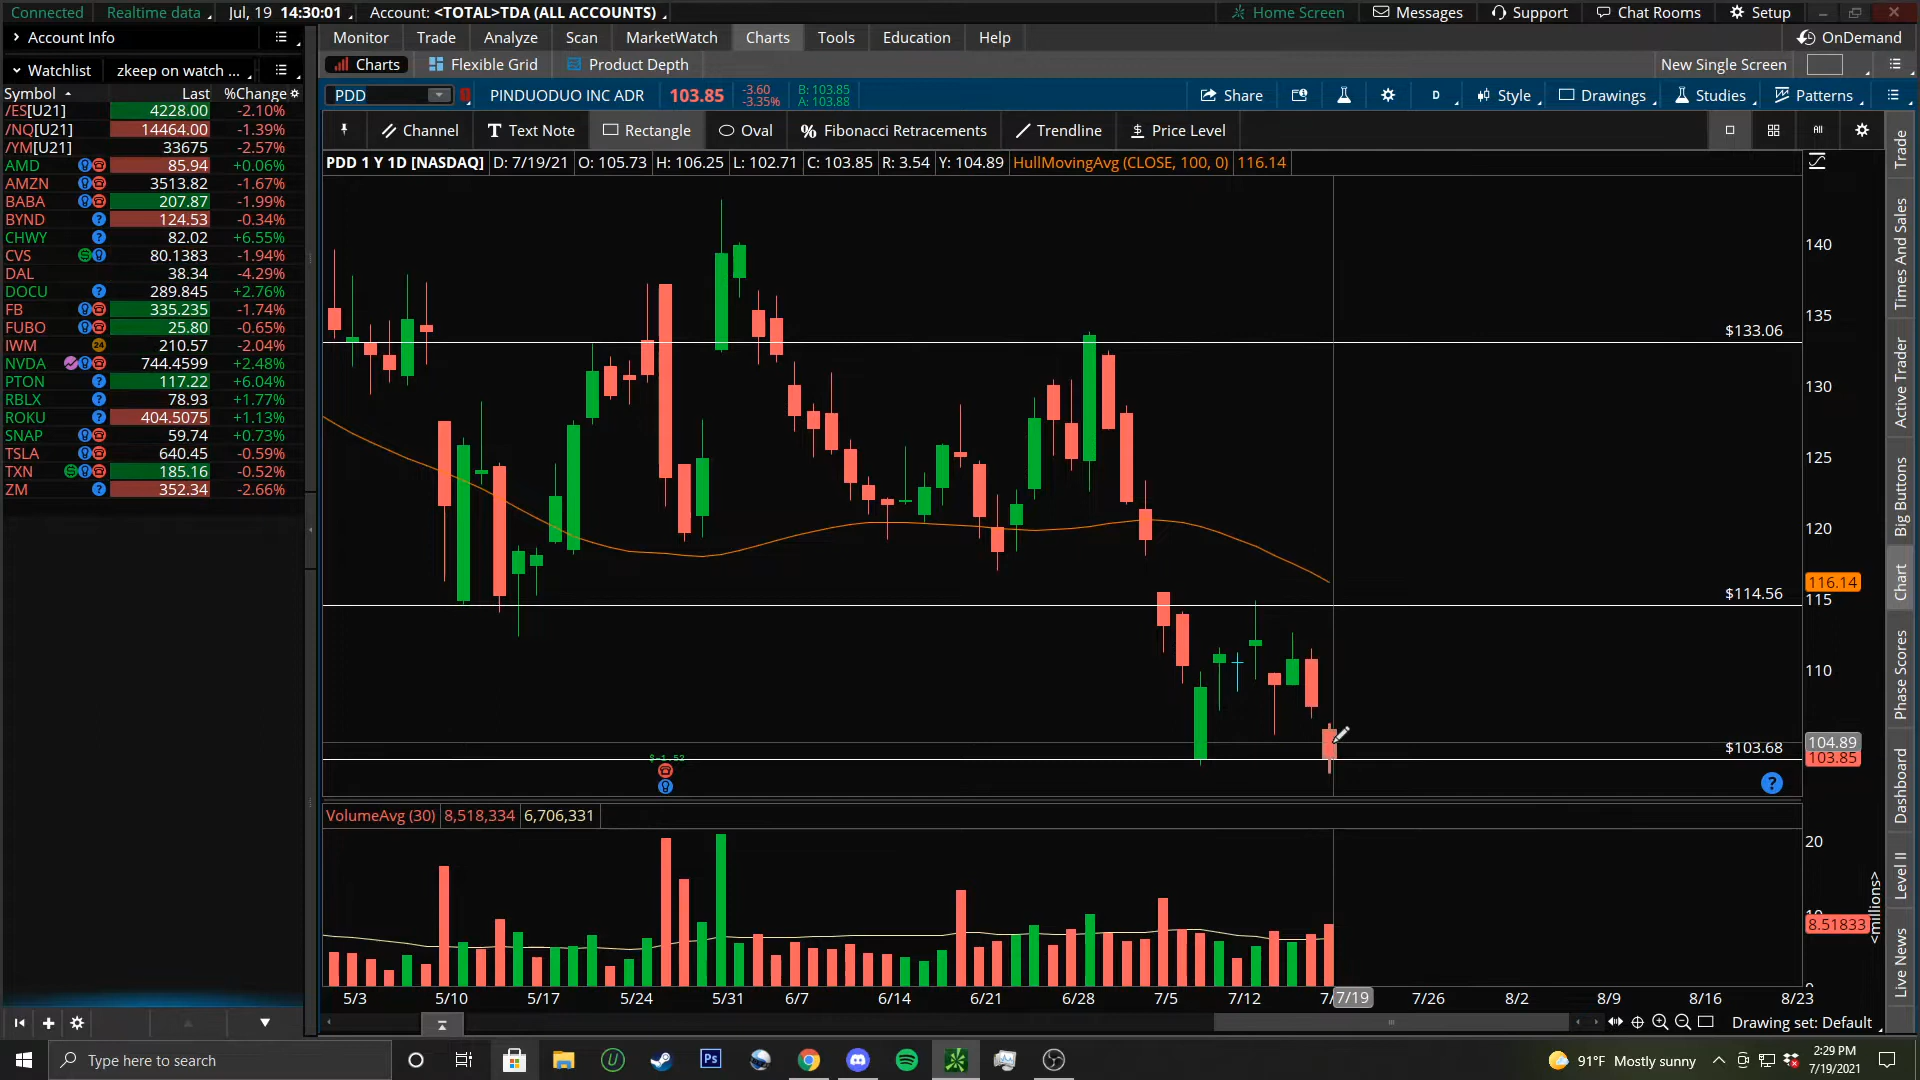 Connected Realtime data Jul, 19 14:30:01 Account: <TOTAL>TDA (ALL ACCOUNTS) Home Screen Messages Support Chat Rooms Setup
Account Info
Monitor Trade Analyze Scan MarketWatch Charts Tools Education Help OnDemand
Watchlist zkeep on watch ...
Charts Flexible Grid Product Depth New Single Screen
Symbol Last %Change
PDD PINDUODUO INC ADR 103.85 -3.60 -3.35% B: 103.85 A: 103.88 Share D Style Drawings Studies Patterns
Channel Text Note Rectangle Oval Fibonacci Retracements Trendline Price Level All
PDD 1 Y 1D [NASDAQ] D: 7/19/21 O: 105.73 H: 106.25 L: 102.71 C: 103.85 R: 3.54 Y: 104.89 HullMovingAvg (CLOSE, 100, 0) 116.14
/ES[U21] 4228.00 -2.10%
/NQ[U21] 14464.00 -1.39%
/YM[U21] 33675 -2.57%
AMD 85.94 +0.06%
AMZN 3513.82 -1.67%
BABA 207.87 -1.99%
BYND 124.53 -0.34%
CHWY 82.02 +6.55%
CVS 80.1383 -1.94%
DAL 38.34 -4.29%
DOCU 289.845 +2.76%
FB 335.235 -1.74%
FUBO 25.80 -0.65%
IWM 24 210.57 -2.04%
NVDA 744.4599 +2.48%
PTON 117.22 +6.04%
RBLX 78.93 +1.77%
ROKU 404.5075 +1.13%
SNAP 59.74 +0.73%
TSLA 640.45 -0.59%
TXN 185.16 -0.52%
ZM 352.34 -2.66%
140
135
$133.06
130
125
120
116.14
115
$114.56
110
104.89
$103.68
103.85
$-1.52
VolumeAvg (30) 8,518,334 6,706,331
20
8.51833
<millions>
5/3 5/10 5/17 5/24 5/31 6/7 6/14 6/21 6/28 7/5 7/12 7/19 7/26 8/2 8/9 8/16 8/23
Drawing set: Default
Trade
Times And Sales
Active Trader
Big Buttons
Chart
Phase Scores
Dashboard
Level II
Live News
Type here to search
Ps
91°F Mostly sunny
2:29 PM
7/19/2021